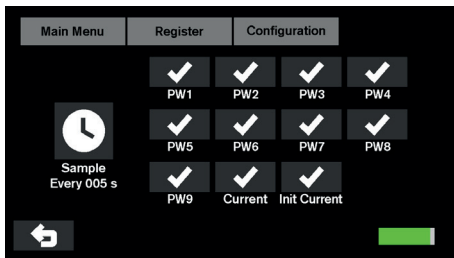 Main Menu
Register
Configuration
PW1
PW2
PW3
PW4
PW5
PW6
PW7
PW8
Sample
Every 005 s
PW9
Current
Init Current